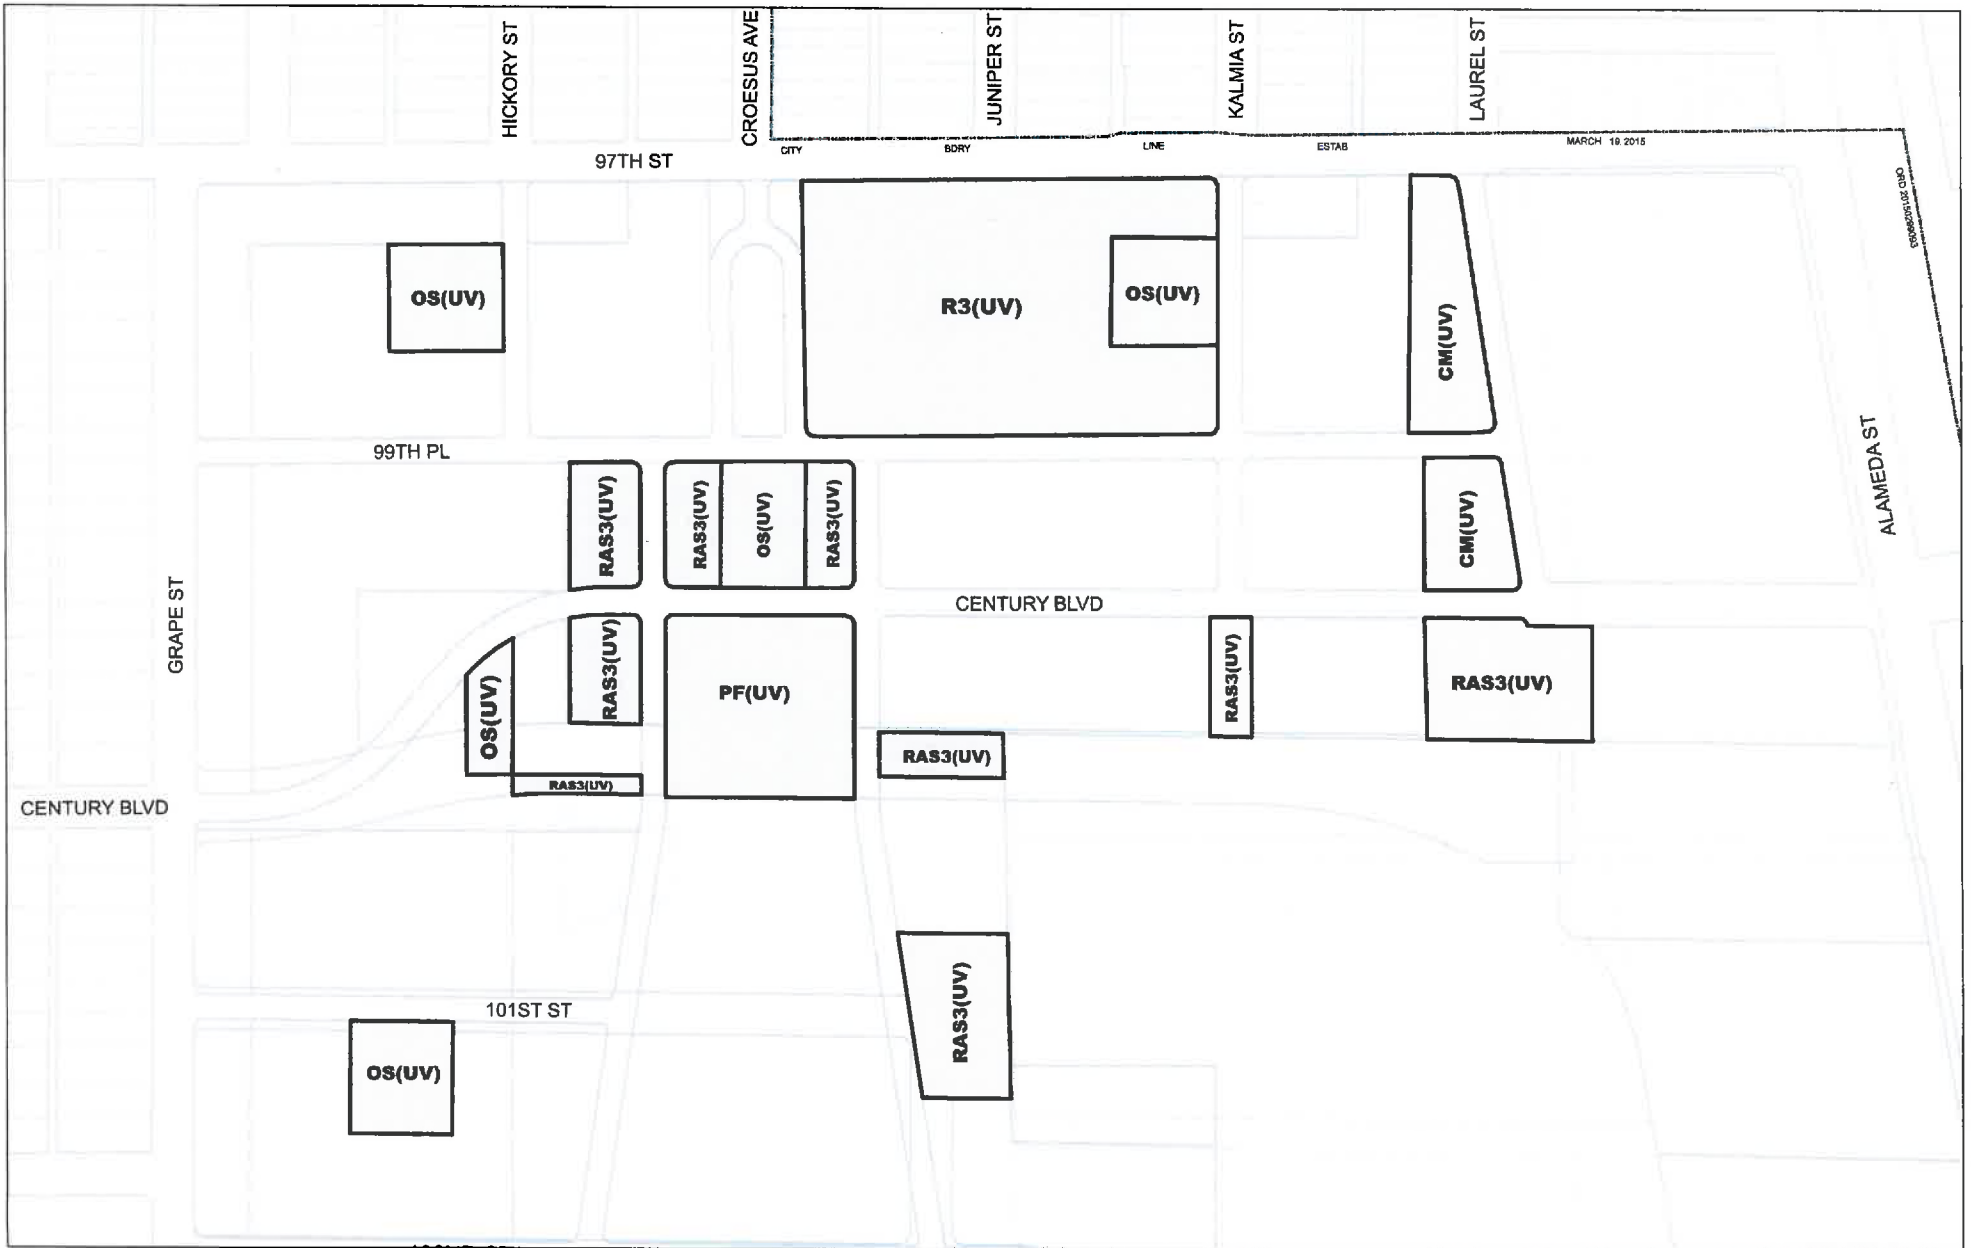 HICKORY ST
CROESUS AVE
JUNIPER ST
KALMIA ST
LAUREL ST
97TH ST
CITY BDRY LINE ESTAB MARCH 19, 2015
ORD 20150299093
OS(UV)
R3(UV)
OS(UV)
CM(UV)
99TH PL
ALAMEDA ST
RAS3(UV)
RAS3(UV)
OS(UV)
RAS3(UV)
CM(UV)
GRAPE ST
CENTURY BLVD
OS(UV)
RAS3(UV)
PF(UV)
RAS3(UV)
RAS3(UV)
RAS3(UV)
RAS3(UV)
CENTURY BLVD
RAS3(UV)
101ST ST
OS(UV)